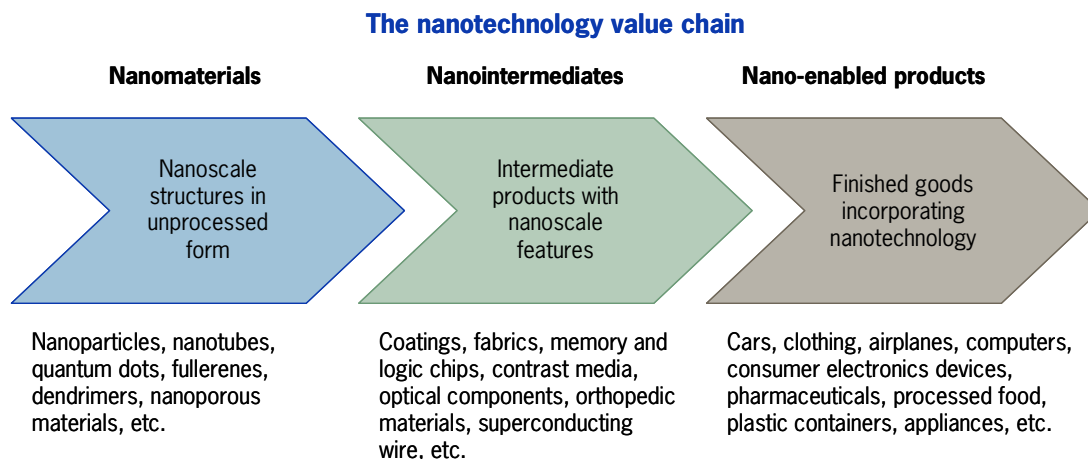 The nanotechnology value chain
Nanomaterials
Nanointermediates
Nano-enabled products
Nanoscale
structures in
unprocessed
form
Intermediate
products with
nanoscale
features
Finished goods
incorporating
nanotechnology
Nanoparticles, nanotubes,
quantum dots, fullerenes,
dendrimers, nanoporous
materials, etc.
Coatings, fabrics, memory and
logic chips, contrast media,
optical components, orthopedic
materials, superconducting
wire, etc.
Cars, clothing, airplanes, computers,
consumer electronics devices,
pharmaceuticals, processed food,
plastic containers, appliances, etc.